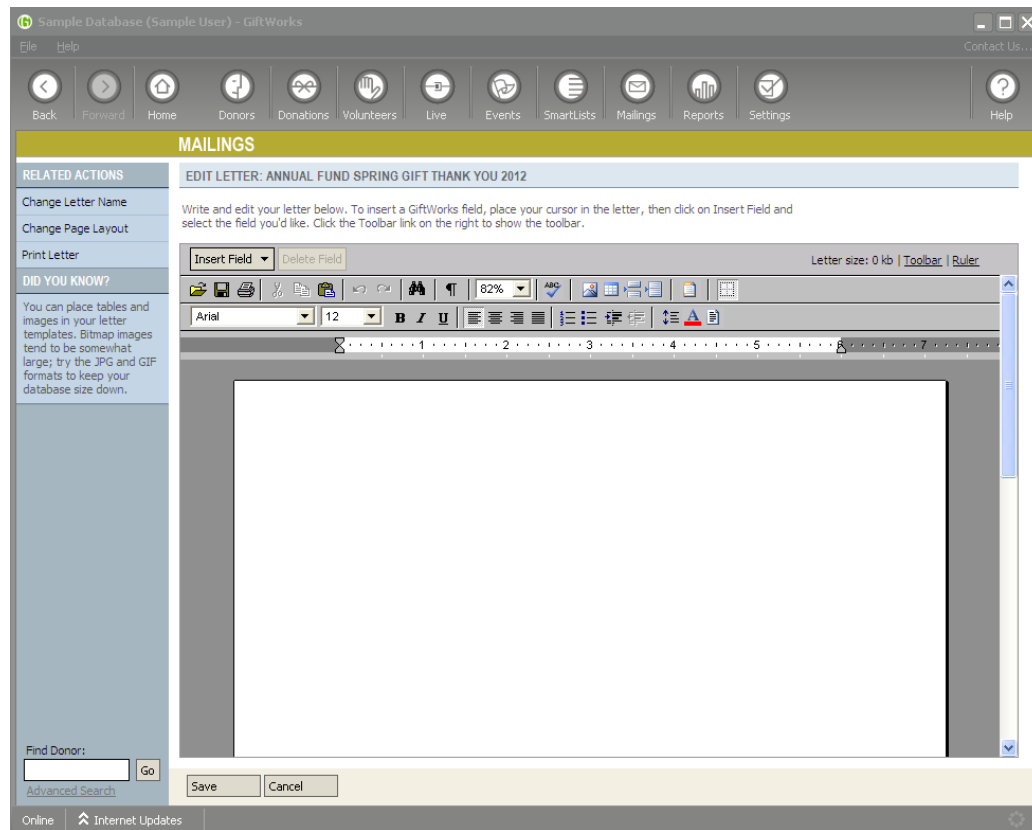 Sample Database (Sample User) - GiftWorks
File Help Contact Us...
Back Forward Home Donors Donations Volunteers Live Events SmartLists Mailings Reports Settings Help
MAILINGS
RELATED ACTIONS
Change Letter Name
Change Page Layout
Print Letter
DID YOU KNOW?
You can place tables and
images in your letter
templates. Bitmap images
tend to be somewhat
large; try the JPG and GIF
formats to keep your
database size down.
Find Donor:
Go
Advanced Search
EDIT LETTER: ANNUAL FUND SPRING GIFT THANK YOU 2012
Write and edit your letter below. To insert a GiftWorks field, place your cursor in the letter, then click on Insert Field and
select the field you'd like. Click the Toolbar link on the right to show the toolbar.
Insert Field Delete Field Letter size: 0 kb | Toolbar | Ruler
82% ABC
Arial 12 B I U A
1 2 3 4 5 6 7
Save Cancel
Online Internet Updates